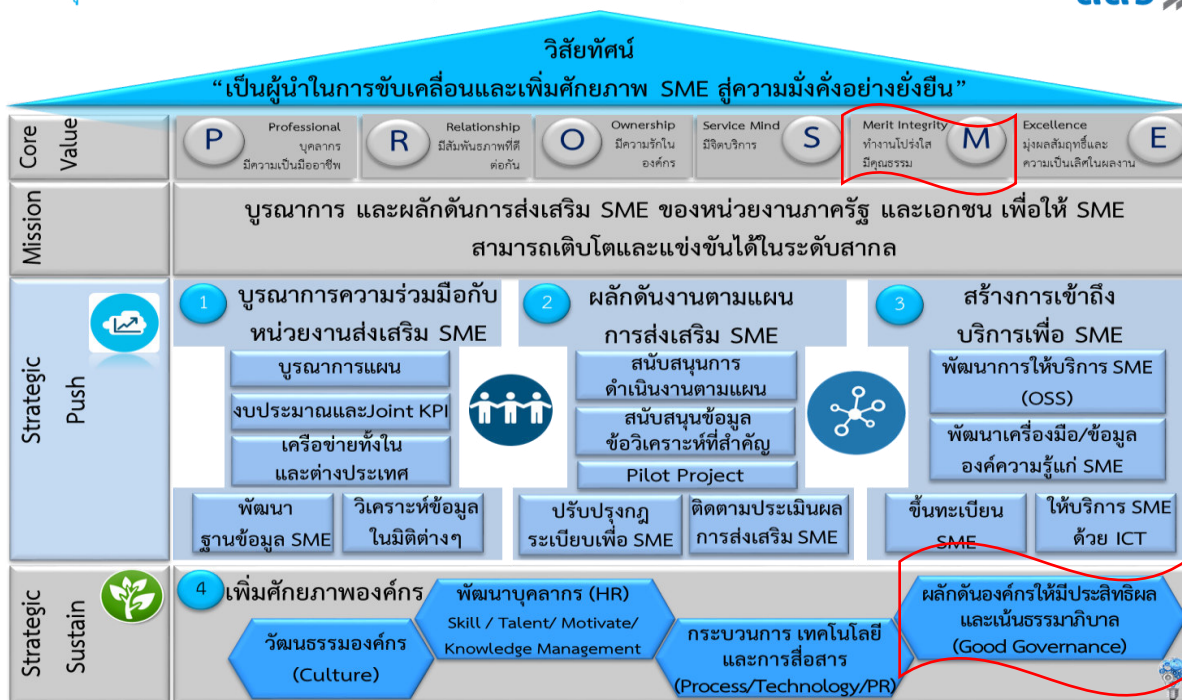 วิสัยทัศน์
“เป็นผู้นำในการขับเคลื่อนและเพิ่มศักยภาพ SME สู่ความมั่งคั่งอย่างยั่งยืน”
Core
Value
P
Professional
บุคลากร
มีความเป็นมืออาชีพ
R
Relationship
มีสัมพันธภาพที่ดี
ต่อกัน
O
Ownership
มีความรักใน
องค์กร
Service Mind
มีจิตบริการ
S
Merit Integrity
ทำงานโปร่งใส
มีคุณธรรม
M
Excellence
มุ่งผลสัมฤทธิ์และ
ความเป็นเลิศในผลงาน
E
Mission
บูรณาการ และผลักดันการส่งเสริม SME ของหน่วยงานภาครัฐ และเอกชน เพื่อให้ SME
สามารถเติบโตและแข่งขันได้ในระดับสากล
Strategic
Push
1
บูรณาการความร่วมมือกับ
หน่วยงานส่งเสริม SME
บูรณาการแผน
งบประมาณและJoint KPI
เครือข่ายทั้งใน
และต่างประเทศ
พัฒนา
ฐานข้อมูล SME
วิเคราะห์ข้อมูล
ในมิติต่างๆ
2
ผลักดันงานตามแผน
การส่งเสริม SME
สนับสนุนการ
ดำเนินงานตามแผน
สนับสนุนข้อมูล
ข้อวิเคราะห์ที่สำคัญ
Pilot Project
ปรับปรุงกฎ
ระเบียบเพื่อ SME
ติดตามประเมินผล
การส่งเสริม SME
3
สร้างการเข้าถึง
บริการเพื่อ SME
พัฒนาการให้บริการ SME
(OSS)
พัฒนาเครื่องมือ/ข้อมูล
องค์ความรู้แก่ SME
ขึ้นทะเบียน
SME
ให้บริการ SME
ด้วย ICT
Strategic
Sustain
4
เพิ่มศักยภาพองค์กร
วัฒนธรรมองค์กร
(Culture)
พัฒนาบุคลากร (HR)
Skill / Talent/ Motivate/
Knowledge Management
กระบวนการ เทคโนโลยี
และการสื่อสาร
(Process/Technology/PR)
ผลักดันองค์กรให้มีประสิทธิผล
และเน้นธรรมาภิบาล
(Good Governance)